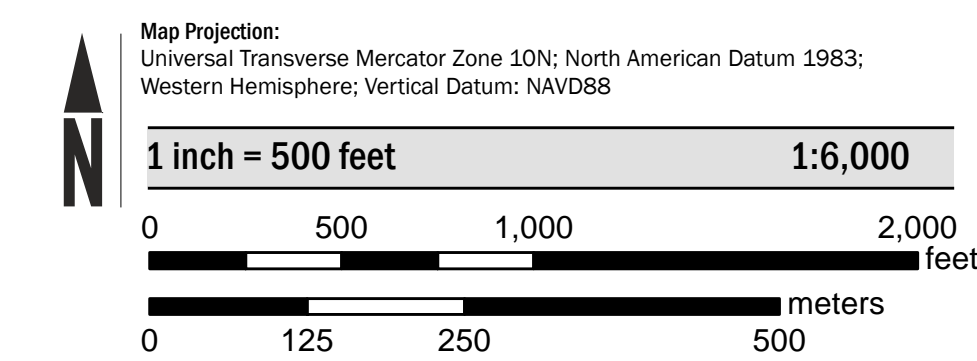 Map Projection:
Universal Transverse Mercator Zone 10N; North American Datum 1983;
Western Hemisphere; Vertical Datum: NAVD88
N
1 inch = 500 feet 1:6,000
0 500 1,000 2,000
feet
meters
0 125 250 500